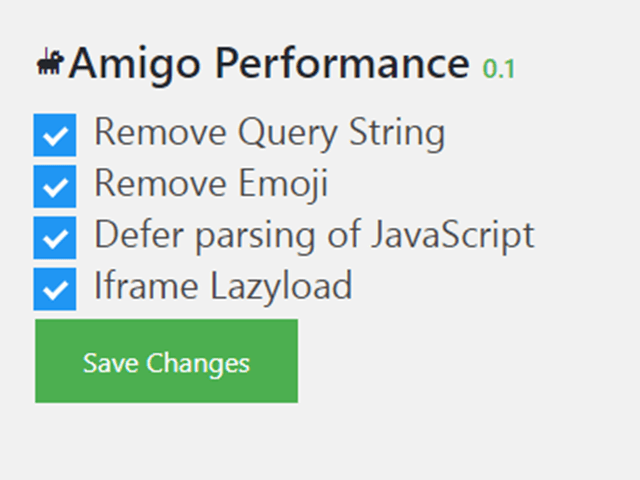 Amigo Performance 0.1
Remove Query String
Remove Emoji
Defer parsing of JavaScript
Iframe Lazyload
Save Changes